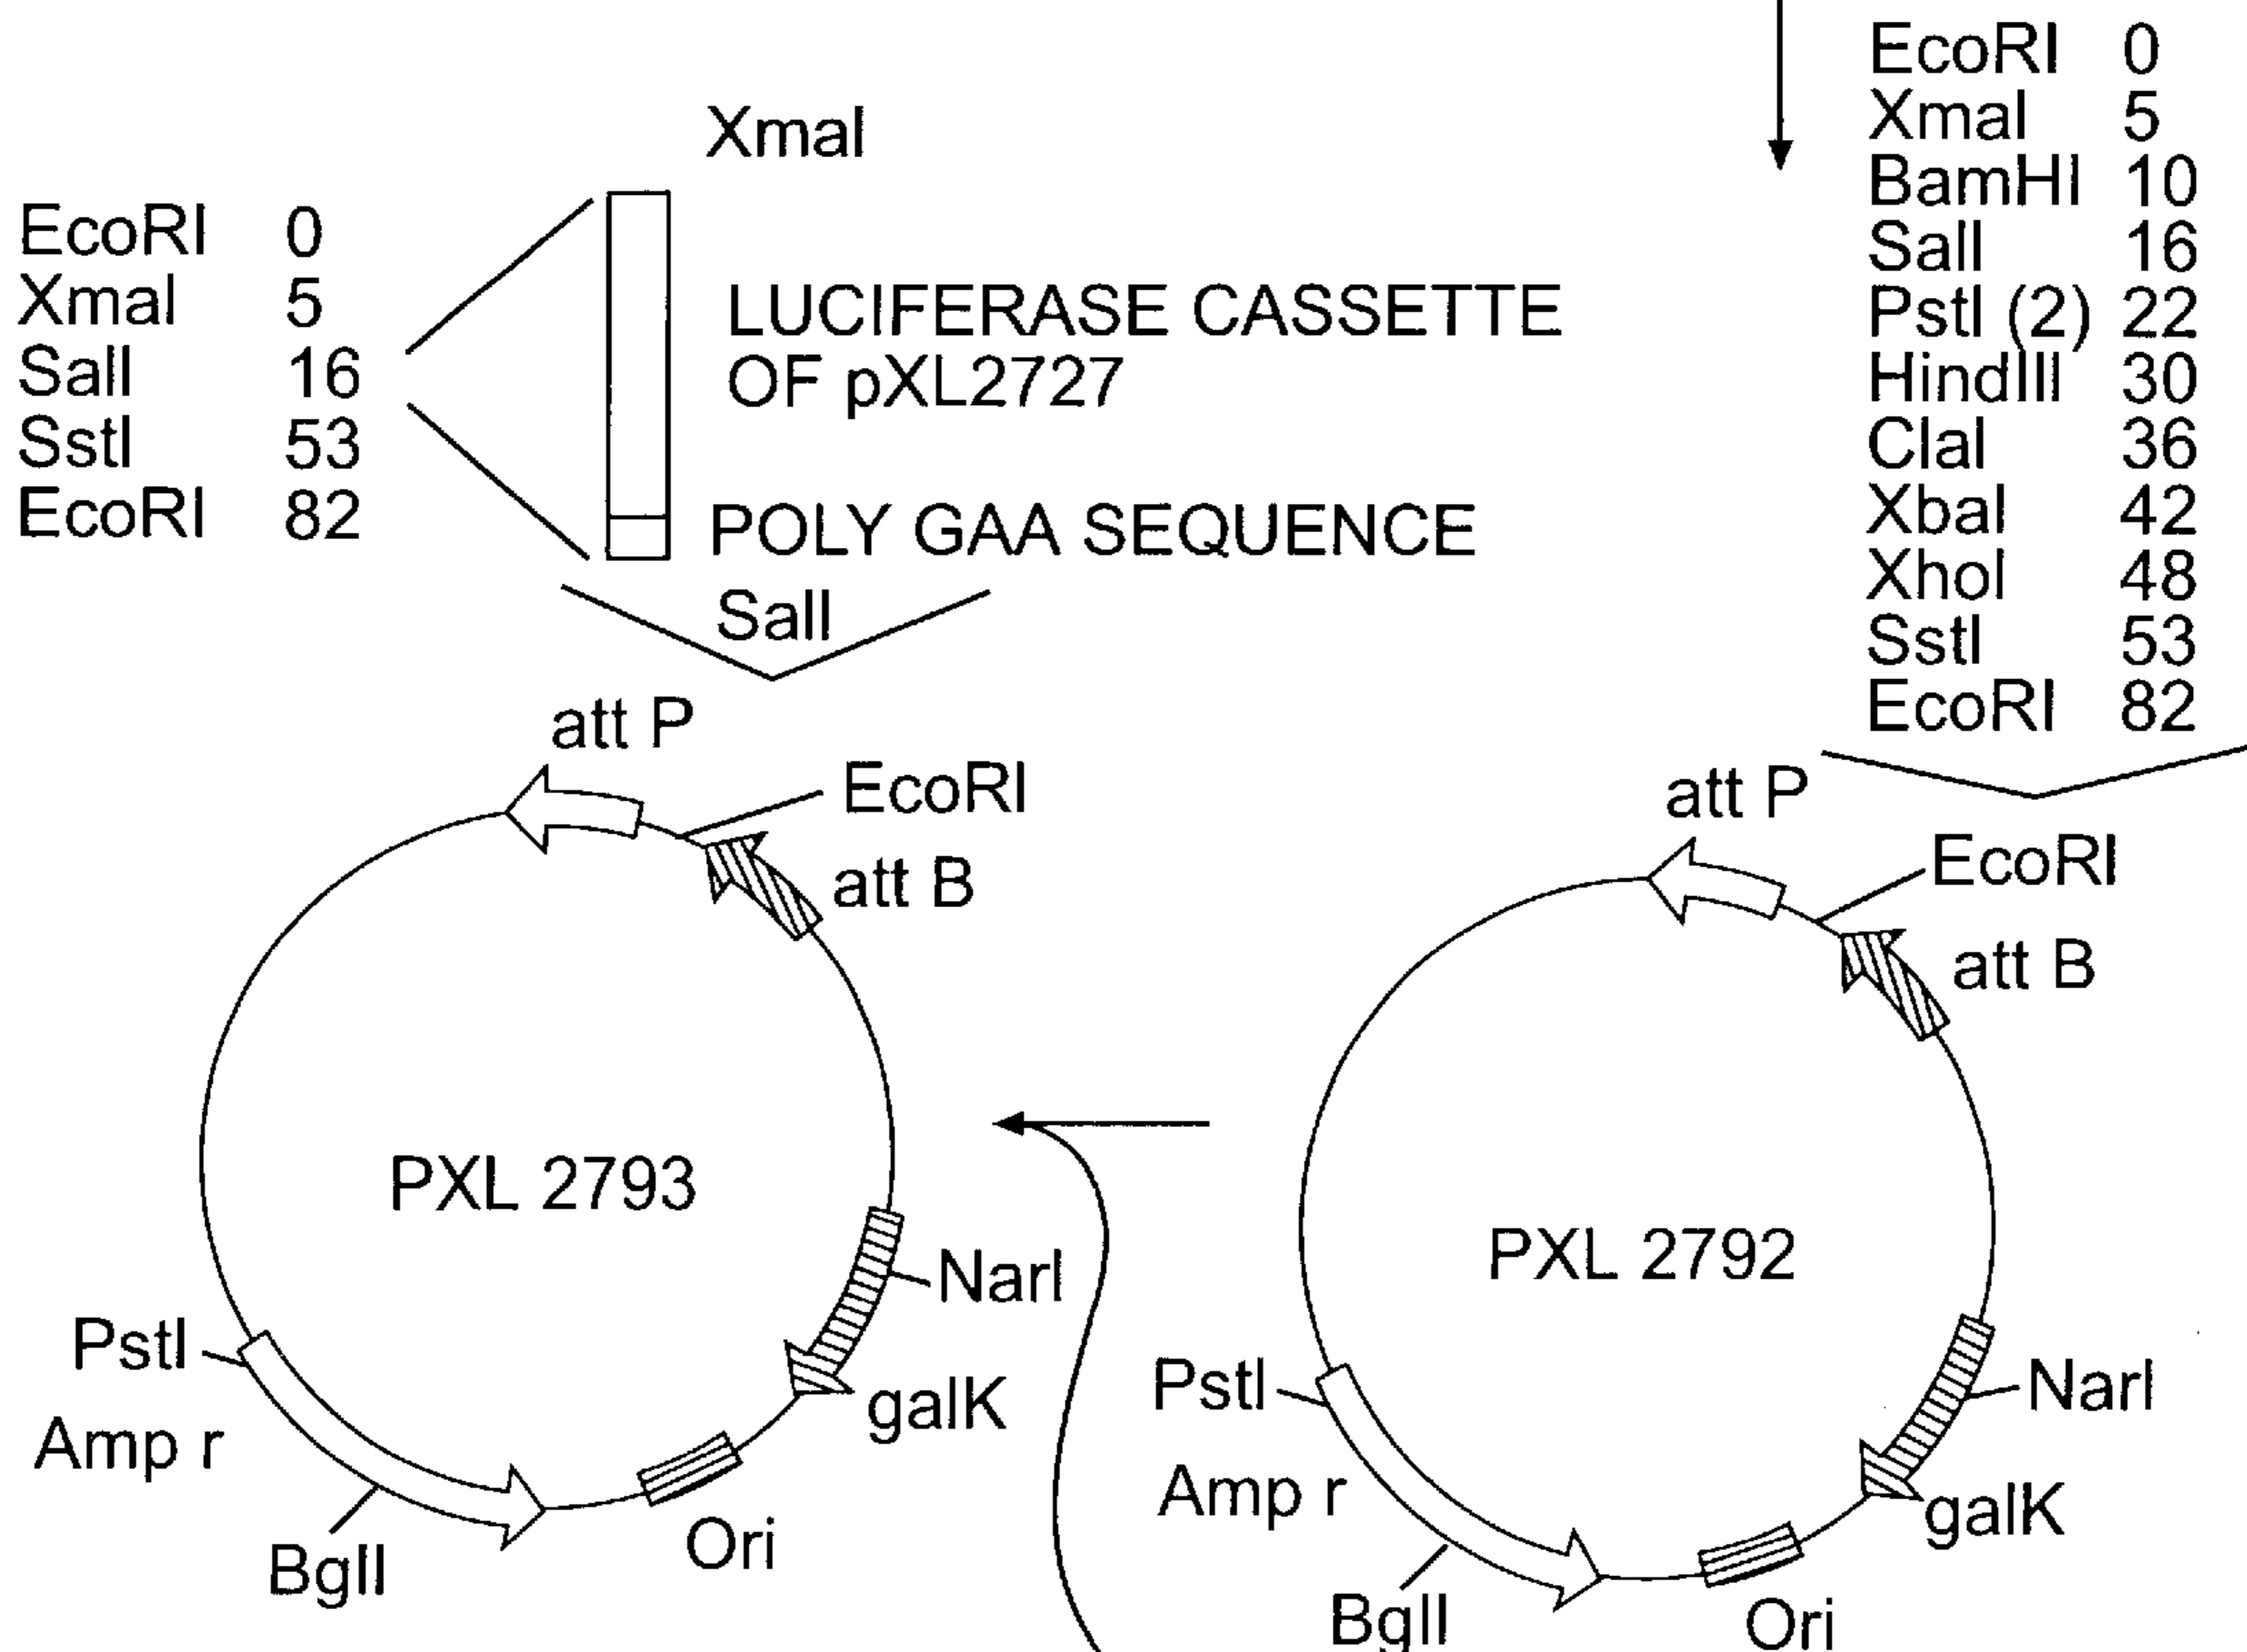 EcoRI 0
XmaI 5
SalI 16
SstI 53
EcoRI 82
XmaI
LUCIFERASE CASSETTE
OF pXL2727
POLY GAA SEQUENCE
SalI
EcoRI 0
XmaI 5
BamHI 10
SalI 16
PstI (2) 22
HindIII 30
ClaI 36
XbaI 42
XhoI 48
SstI 53
EcoRI 82
att P
EcoRI
att B
PXL 2793
NarI
galK
Ori
BglI
Amp r
PstI
att P
EcoRI
att B
PXL 2792
NarI
galK
Ori
BglI
Amp r
PstI